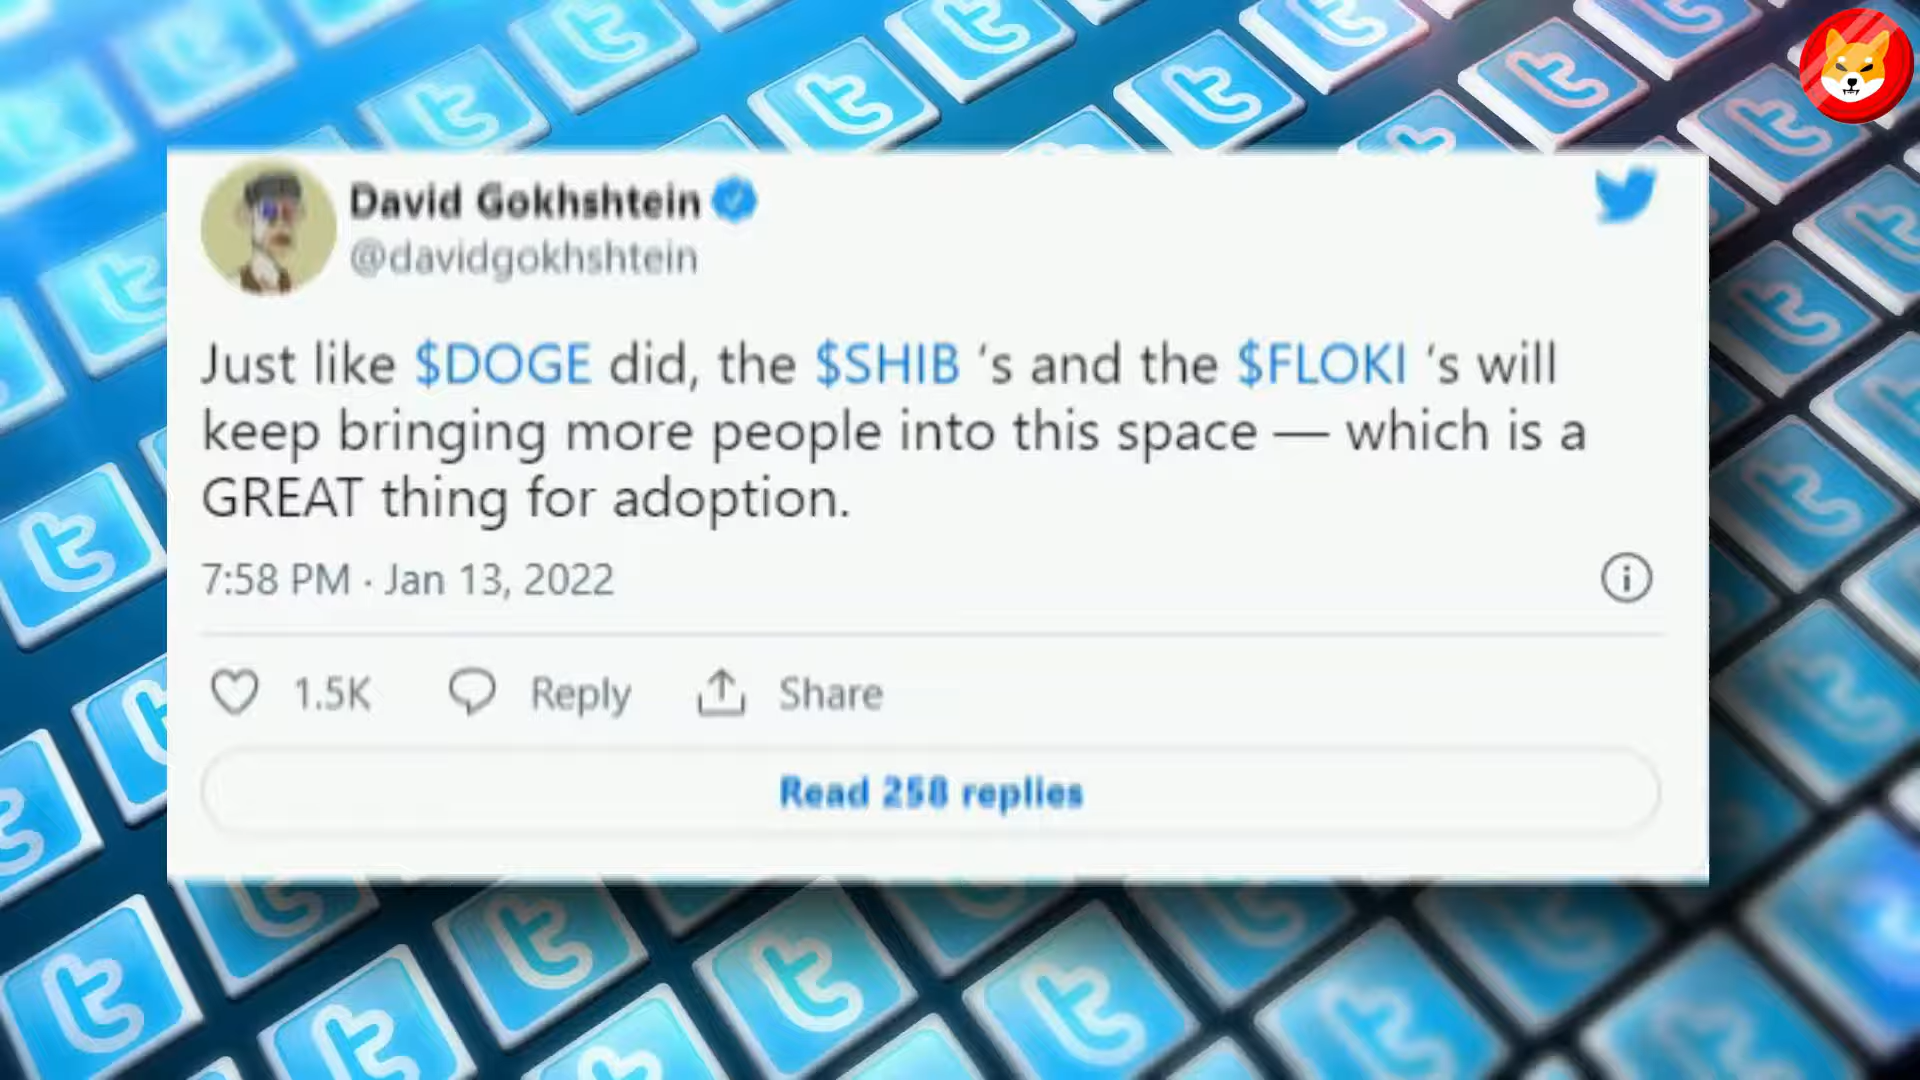 David Gokhshtein
@davidgokhshtein
Just like $DOGE did, the $SHIB ‘s and the $FLOKI ‘s will
keep bringing more people into this space — which is a
GREAT thing for adoption.
7:58 PM · Jan 13, 2022
1.5K Reply Share
Read 258 replies